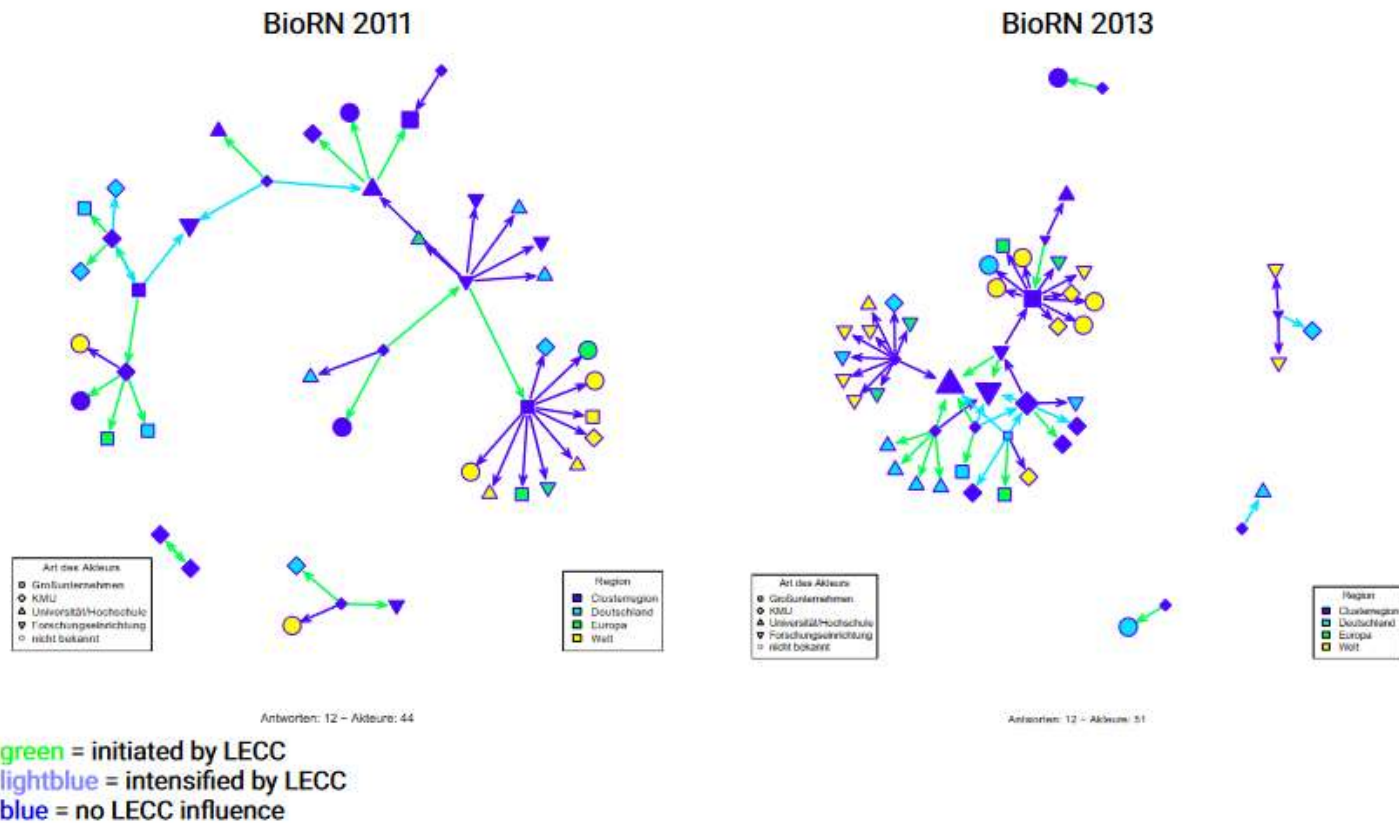 BioRN 2011
BioRN 2013
Art des Akteurs
Großunternehmen
KMU
Universität/Hochschule
Forschungseinrichtung
nicht bekannt
Region
Clusterregion
Deutschland
Europa
Welt
Art des Akteurs
Großunternehmen
KMU
Universität/Hochschule
Forschungseinrichtung
nicht bekannt
Region
Clusterregion
Deutschland
Europa
Welt
Antworten: 12 – Akteure: 44
Antworten: 12 – Akteure: 51
green = initiated by LECC
lightblue = intensified by LECC
blue = no LECC influence